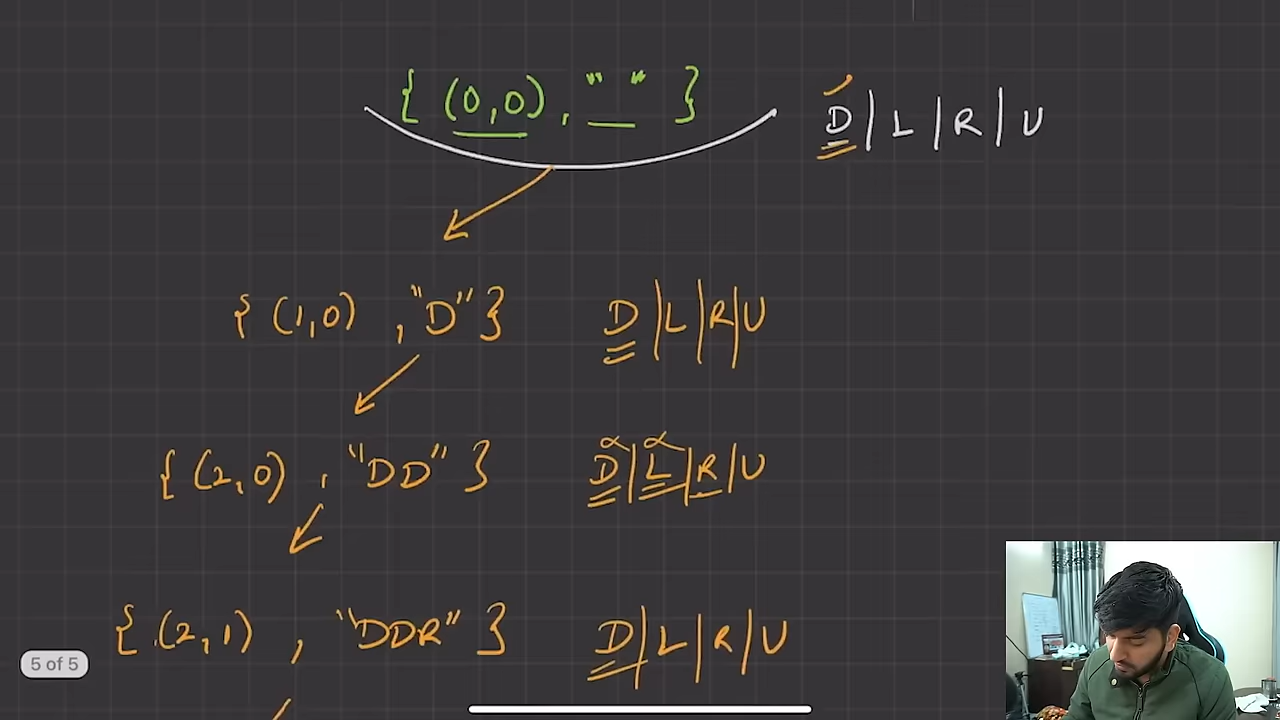 { (0,0) , " " } D | L | R | U
{ (1,0) , "D" } D | L | R | U
{ (2,0) , "DD" } D | L | R | U
{ (2,1) , "DDR" } D | L | R | U
5 of 5